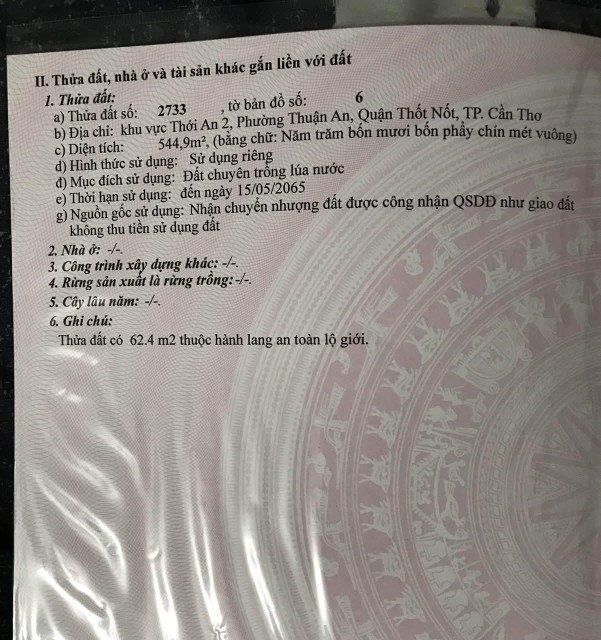 II. Thửa đất, nhà ở và tài sản khác gắn liền với đất
1. Thửa đất:
a) Thửa đất số: 2733 , tờ bản đồ số: 6
b) Địa chỉ: khu vực Thới An 2, Phường Thuận An, Quận Thốt Nốt, TP. Cần Thơ
c) Diện tích: 544,9m², (bằng chữ: Năm trăm bốn mươi bốn phẩy chín mét vuông)
d) Hình thức sử dụng: Sử dụng riêng
đ) Mục đích sử dụng: Đất chuyên trồng lúa nước
e) Thời hạn sử dụng: đến ngày 15/05/2065
g) Nguồn gốc sử dụng: Nhận chuyển nhượng đất được công nhận QSDĐ như giao đất
không thu tiền sử dụng đất
2. Nhà ở: -/-.
3. Công trình xây dựng khác: -/-.
4. Rừng sản xuất là rừng trồng: -/-.
5. Cây lâu năm: -/-.
6. Ghi chú:
Thửa đất có 62.4 m2 thuộc hành lang an toàn lộ giới.